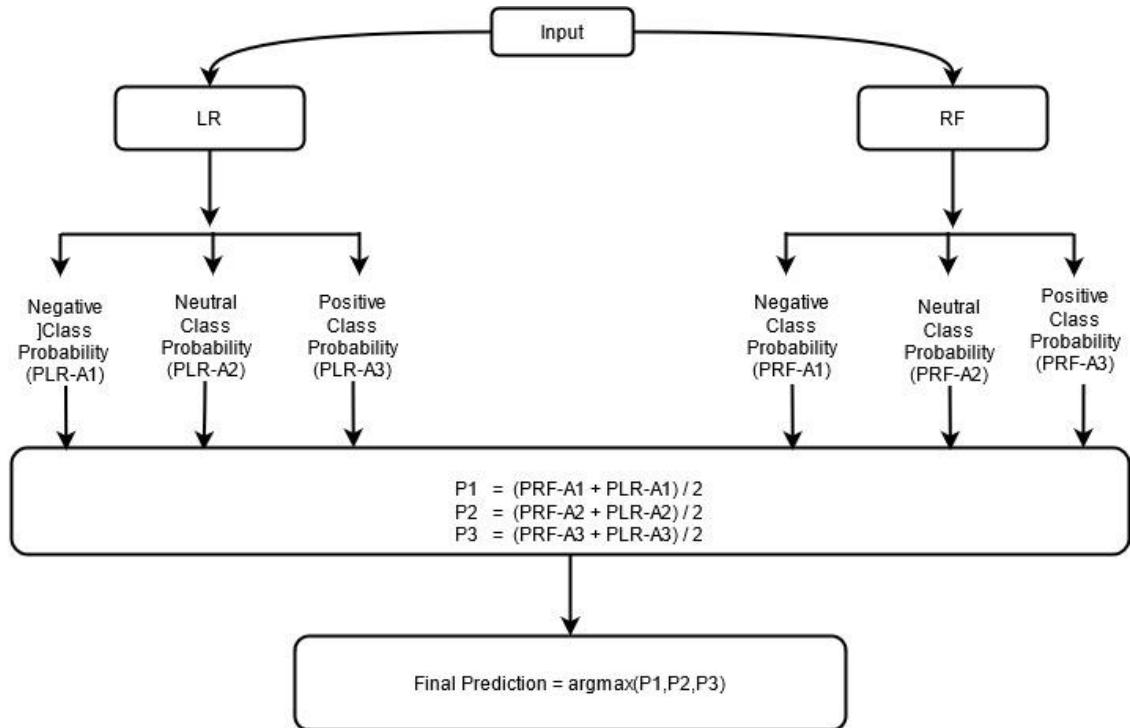 Input
LR
RF
Negative
]Class
Probability
(PLR-A1)
Neutral
Class
Probability
(PLR-A2)
Positive
Class
Probability
(PLR-A3)
Negative
Class
Probability
(PRF-A1)
Neutral
Class
Probability
(PRF-A2)
Positive
Class
Probability
(PRF-A3)
P1 = (PRF-A1 + PLR-A1) / 2
P2 = (PRF-A2 + PLR-A2) / 2
P3 = (PRF-A3 + PLR-A3) / 2
Final Prediction = argmax(P1,P2,P3)